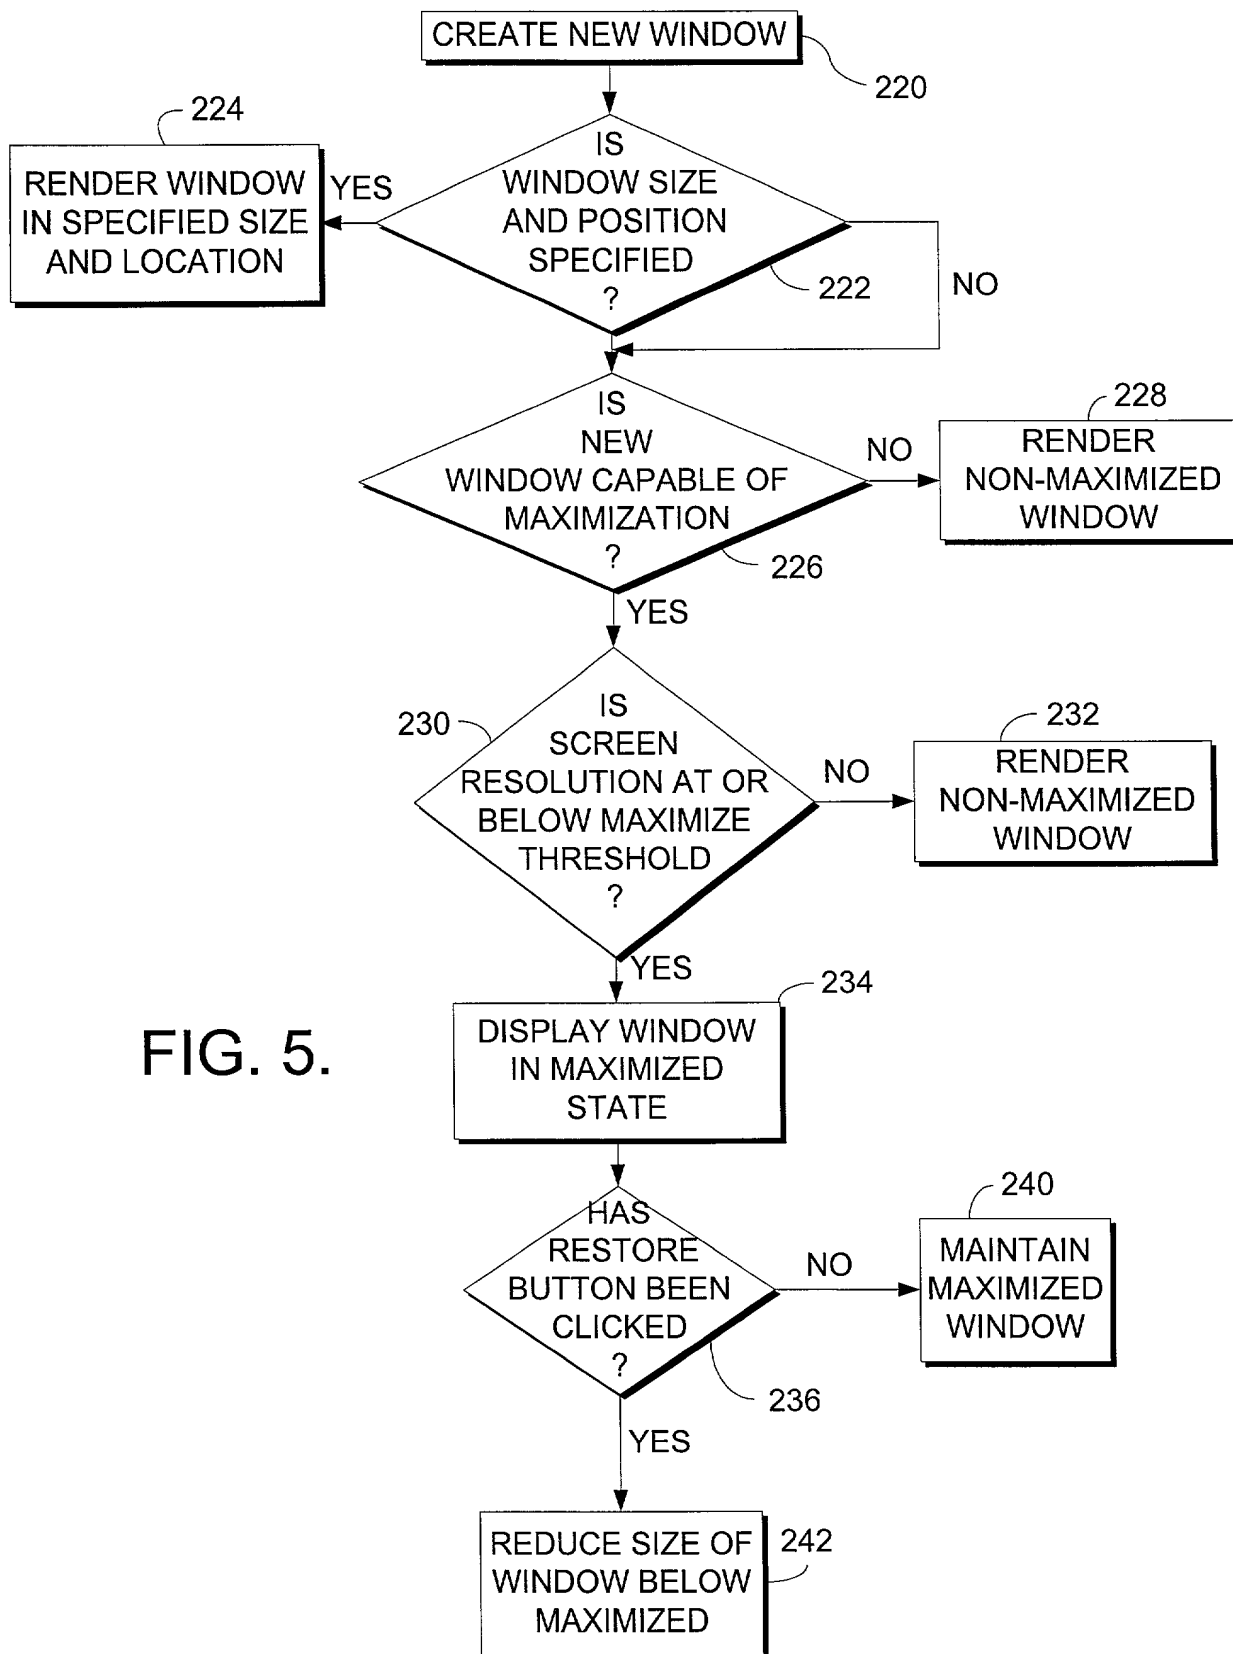 CREATE NEW WINDOW
220
224
RENDER WINDOW
IN SPECIFIED SIZE
AND LOCATION
YES
IS
WINDOW SIZE
AND POSITION
SPECIFIED
?
222
NO
IS
NEW
WINDOW CAPABLE OF
MAXIMIZATION
?
226
NO
228
RENDER
NON-MAXIMIZED
WINDOW
YES
230
IS
SCREEN
RESOLUTION AT OR
BELOW MAXIMIZE
THRESHOLD
?
NO
232
RENDER
NON-MAXIMIZED
WINDOW
YES
234
DISPLAY WINDOW
IN MAXIMIZED
STATE
FIG. 5.
HAS
RESTORE
BUTTON BEEN
CLICKED
?
236
NO
240
MAINTAIN
MAXIMIZED
WINDOW
YES
REDUCE SIZE OF
WINDOW BELOW
MAXIMIZED
242